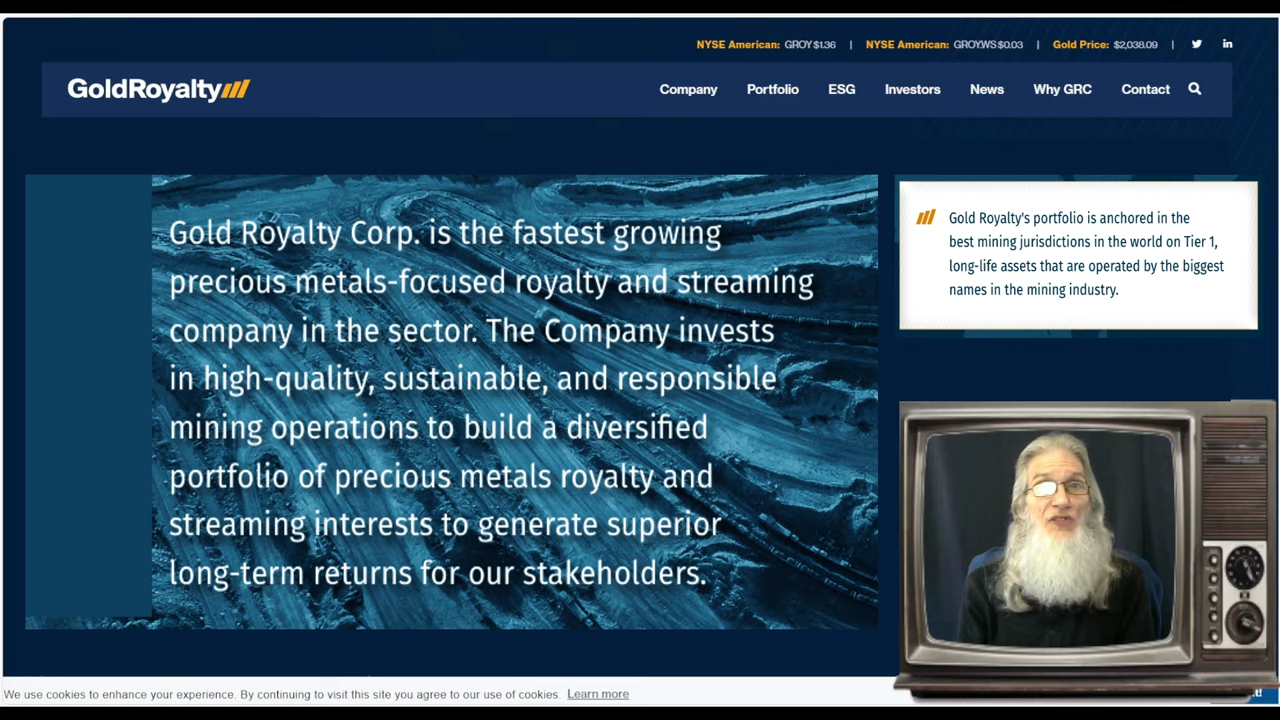 NYSE American: GROY $1.36 | NYSE American: GROY.WS $0.03 | Gold Price: $2,038.09 |
GoldRoyalty
Company Portfolio ESG Investors News Why GRC Contact
Gold Royalty Corp. is the fastest growing
precious metals-focused royalty and streaming
company in the sector. The Company invests
in high-quality, sustainable, and responsible
mining operations to build a diversified
portfolio of precious metals royalty and
streaming interests to generate superior
long-term returns for our stakeholders.
Gold Royalty's portfolio is anchored in the
best mining jurisdictions in the world on Tier 1,
long-life assets that are operated by the biggest
names in the mining industry.
We use cookies to enhance your experience. By continuing to visit this site you agree to our use of cookies. Learn more